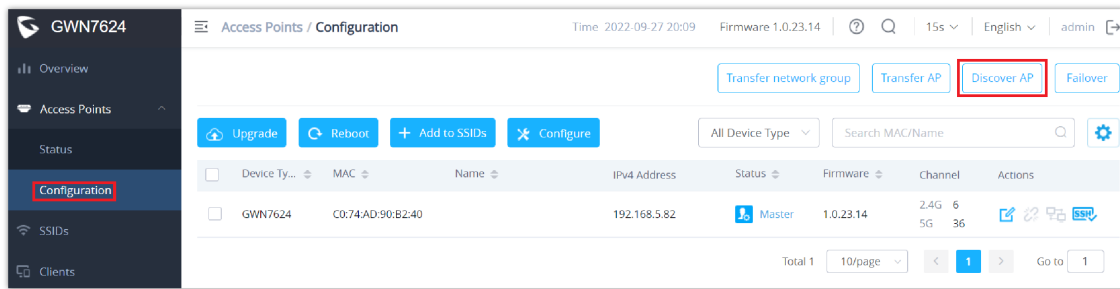 GWN7624
Access Points / Configuration
Time 2022-09-27 20:09
Firmware 1.0.23.14
15s
English
admin
Overview
Access Points
Status
Configuration
SSIDs
Clients
Transfer network group
Transfer AP
Discover AP
Failover
Upgrade
Reboot
Add to SSIDs
Configure
All Device Type
Search MAC/Name
Device Ty... MAC Name IPv4 Address Status Firmware Channel Actions
GWN7624 C0:74:AD:90:B2:40 192.168.5.82 Master 1.0.23.14 2.4G 6
5G 36
SSH
Total 1 10/page < 1 > Go to 1